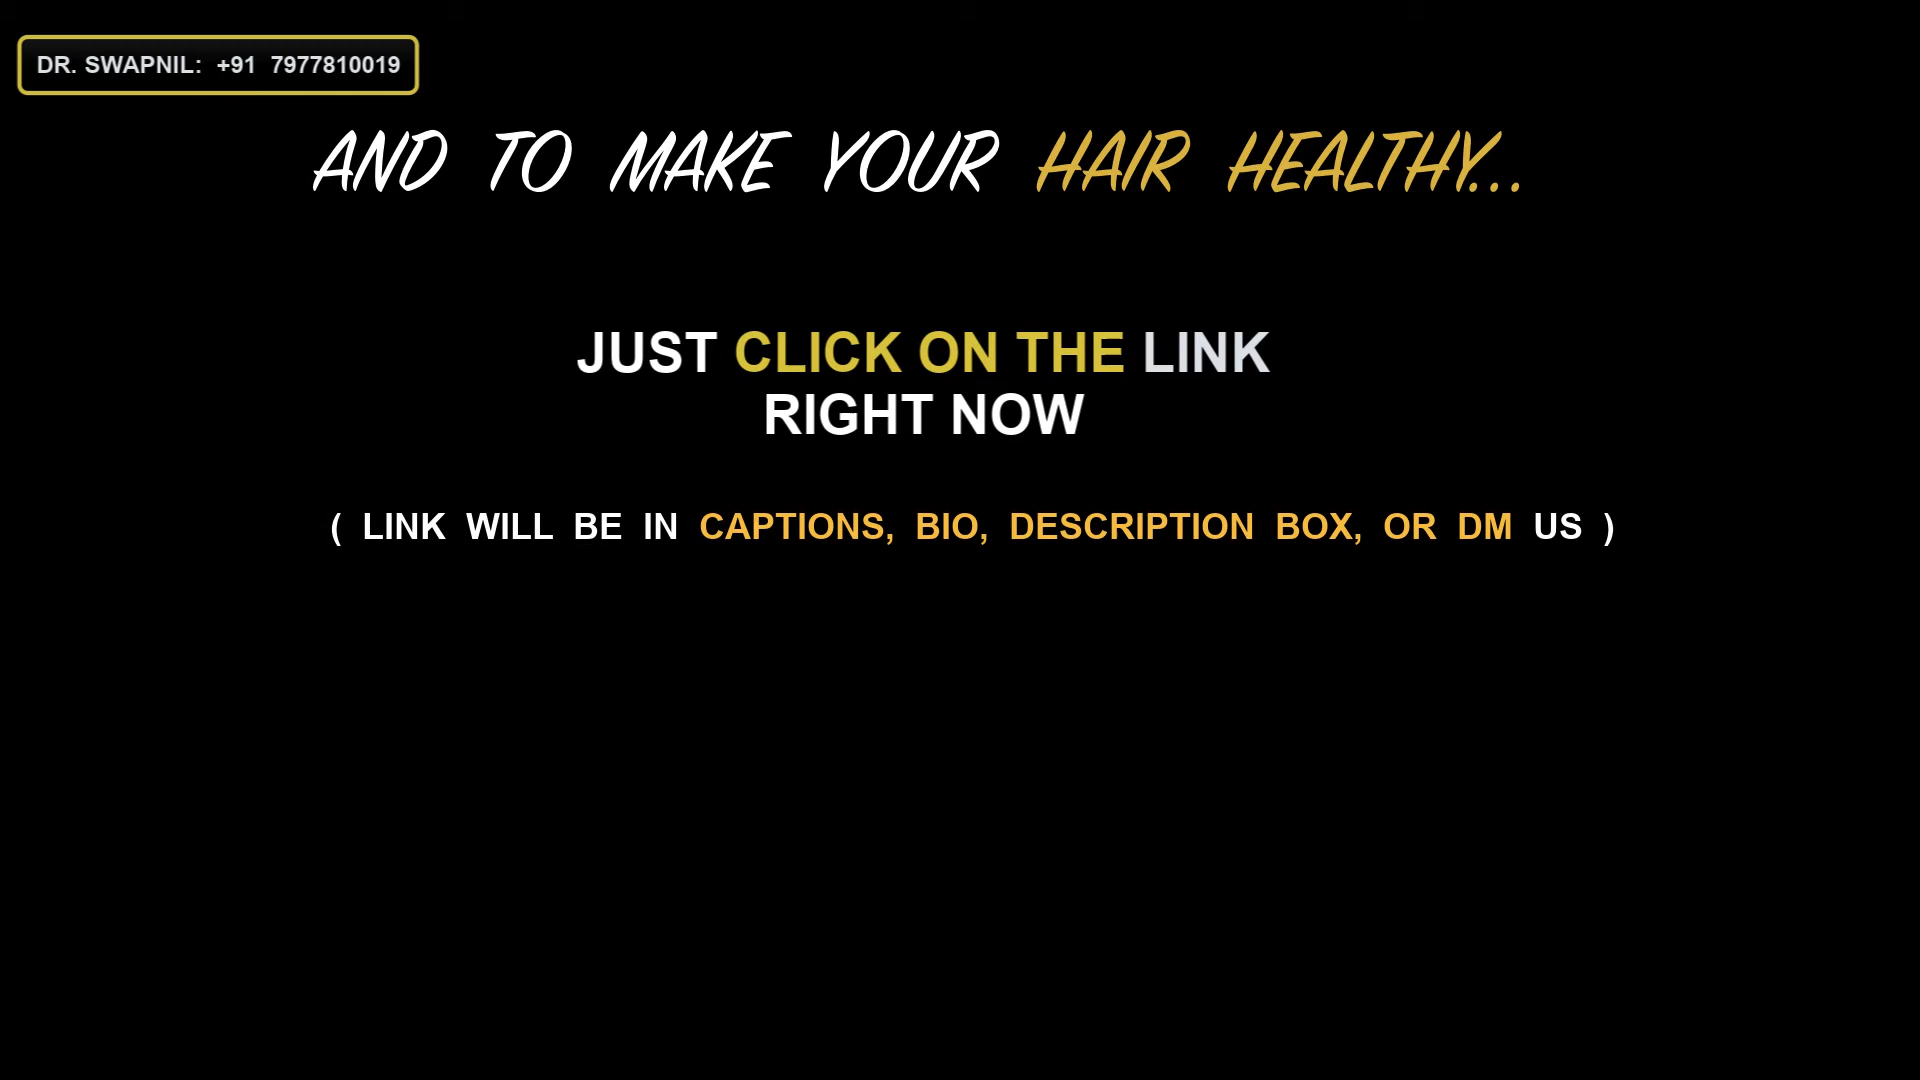 DR. SWAPNIL: +91 7977810019
AND TO MAKE YOUR HAIR HEALTHY...
JUST CLICK ON THE LINK
RIGHT NOW
( LINK WILL BE IN CAPTIONS, BIO, DESCRIPTION BOX, OR DM US )